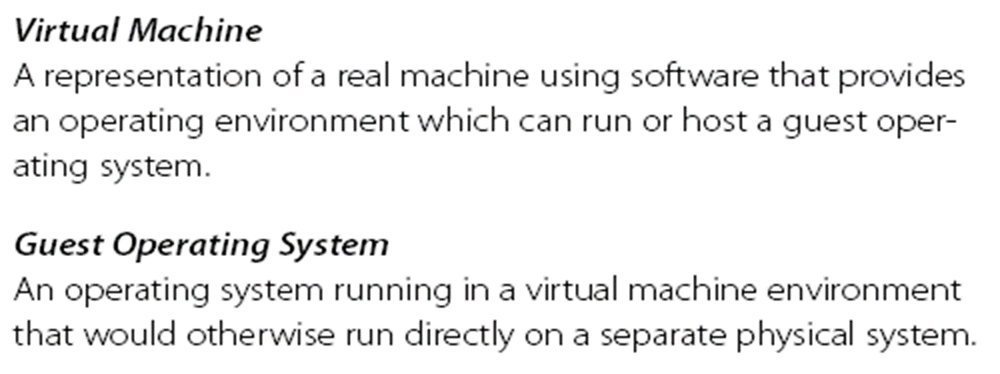 Virtual Machine
A representation of a real machine using software that provides
an operating environment which can run or host a guest oper-
ating system.
Guest Operating System
An operating system running in a virtual machine environment
that would otherwise run directly on a separate physical system.